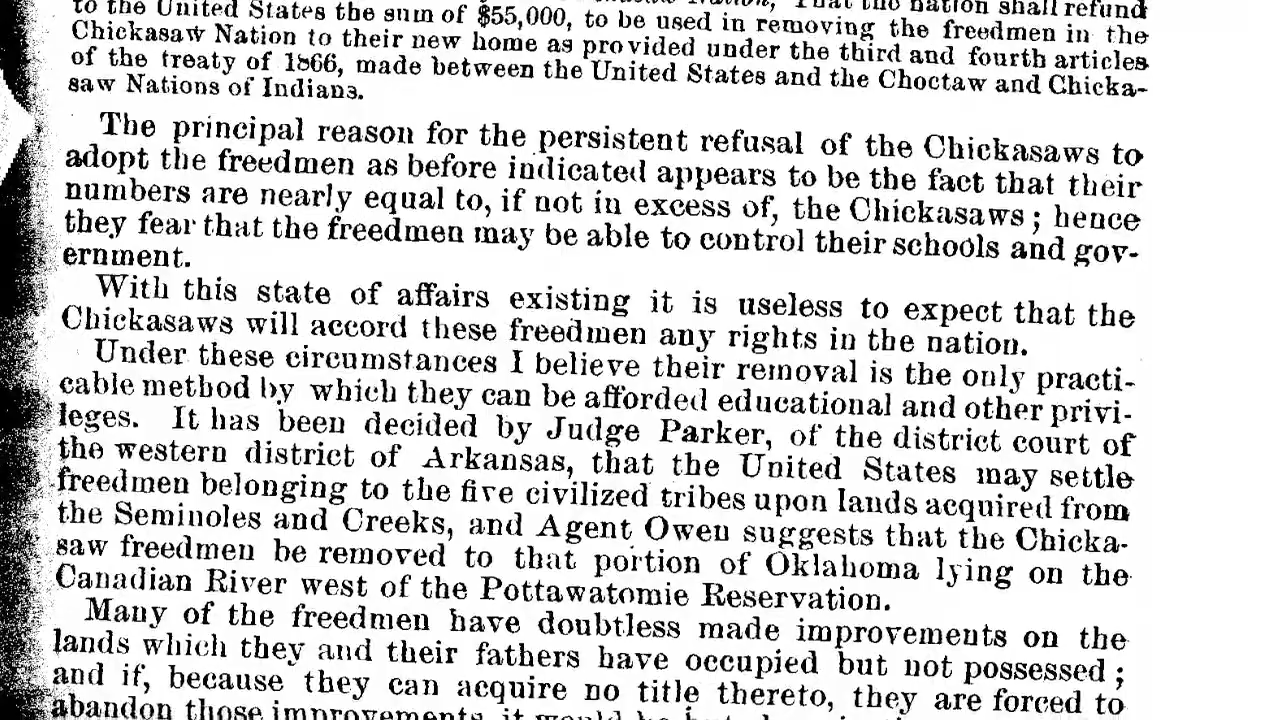 to the United States the sum of $55,000, to be used in removing the freedmen in the
Chickasaw Nation to their new home as provided under the third and fourth articles
of the treaty of 1866, made between the United States and the Choctaw and Chicka-
saw Nations of Indians.
The principal reason for the persistent refusal of the Chickasaws to
adopt the freedmen as before indicated appears to be the fact that their
numbers are nearly equal to, if not in excess of, the Chickasaws; hence
they fear that the freedmen may be able to control their schools and gov-
ernment.
With this state of affairs existing it is useless to expect that the
Chickasaws will accord these freedmen any rights in the nation.
Under these circumstances I believe their removal is the only practi-
cable method by which they can be afforded educational and other privi-
leges. It has been decided by Judge Parker, of the district court of
the western district of Arkansas, that the United States may settle
freedmen belonging to the five civilized tribes upon lands acquired from
the Seminoles and Creeks, and Agent Owen suggests that the Chicka-
saw freedmen be removed to that portion of Oklahoma lying on the
Canadian River west of the Pottawatomie Reservation.
Many of the freedmen have doubtless made improvements on the
lands which they and their fathers have occupied but not possessed;
and if, because they can acquire no title thereto, they are forced to
abandon those improvements, it would be but